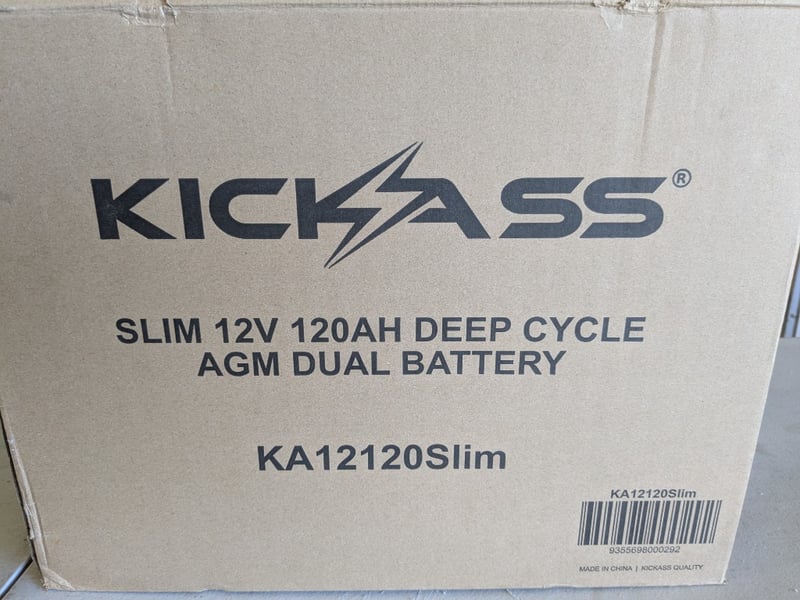 KICKASS®
SLIM 12V 120AH DEEP CYCLE
AGM DUAL BATTERY
KA12120Slim
KA12120Slim
9355698000292
MADE IN CHINA | KICKASS QUALITY